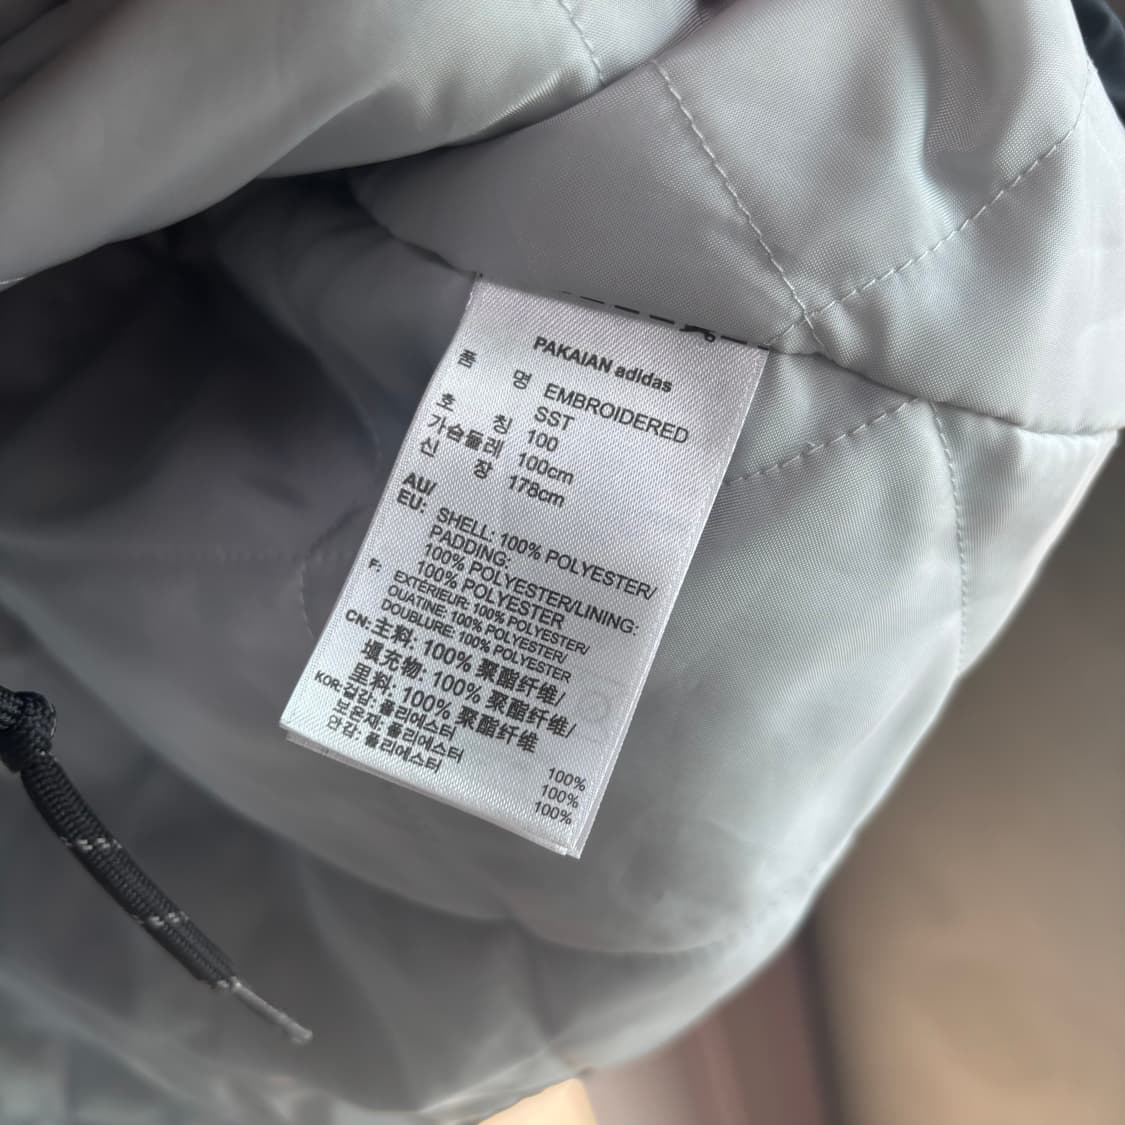 PAKAIAN adidas
품 명 EMBROIDERED
SST
호 칭 100
가슴둘레 100cm
신 장 178cm
AU/
EU: SHELL: 100% POLYESTER/
PADDING:
100% POLYESTER/LINING:
100% POLYESTER
F: EXTÉRIEUR: 100% POLYESTER/
OUATINE: 100% POLYESTER/
DOUBLURE: 100% POLYESTER
CN: 主料: 100% 聚酯纤维/
填充物: 100% 聚酯纤维/
里料: 100% 聚酯纤维
KOR: 겉감: 폴리에스터 100%
보온재: 폴리에스터 100%
안감: 폴리에스터 100%